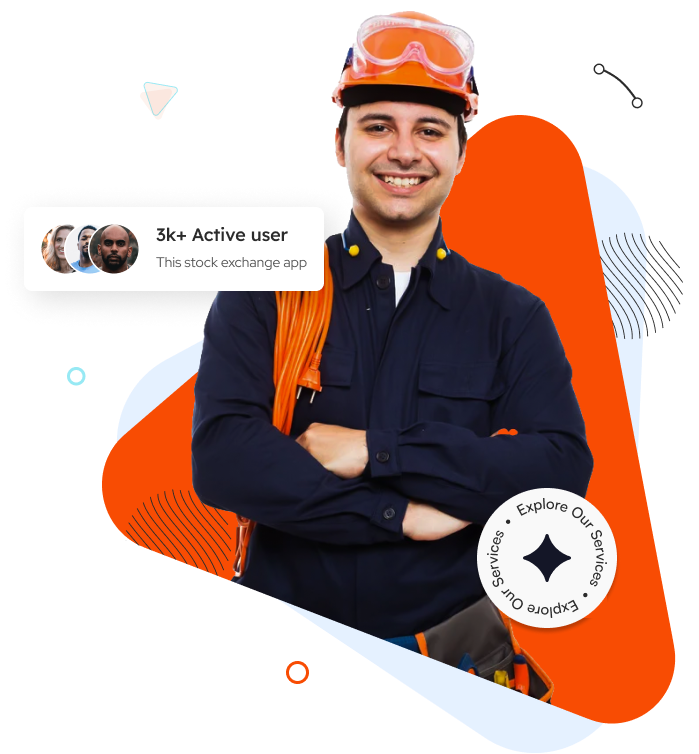 3k+ Active user
This stock exchange app
Explore Our Services • Explore Our Services •